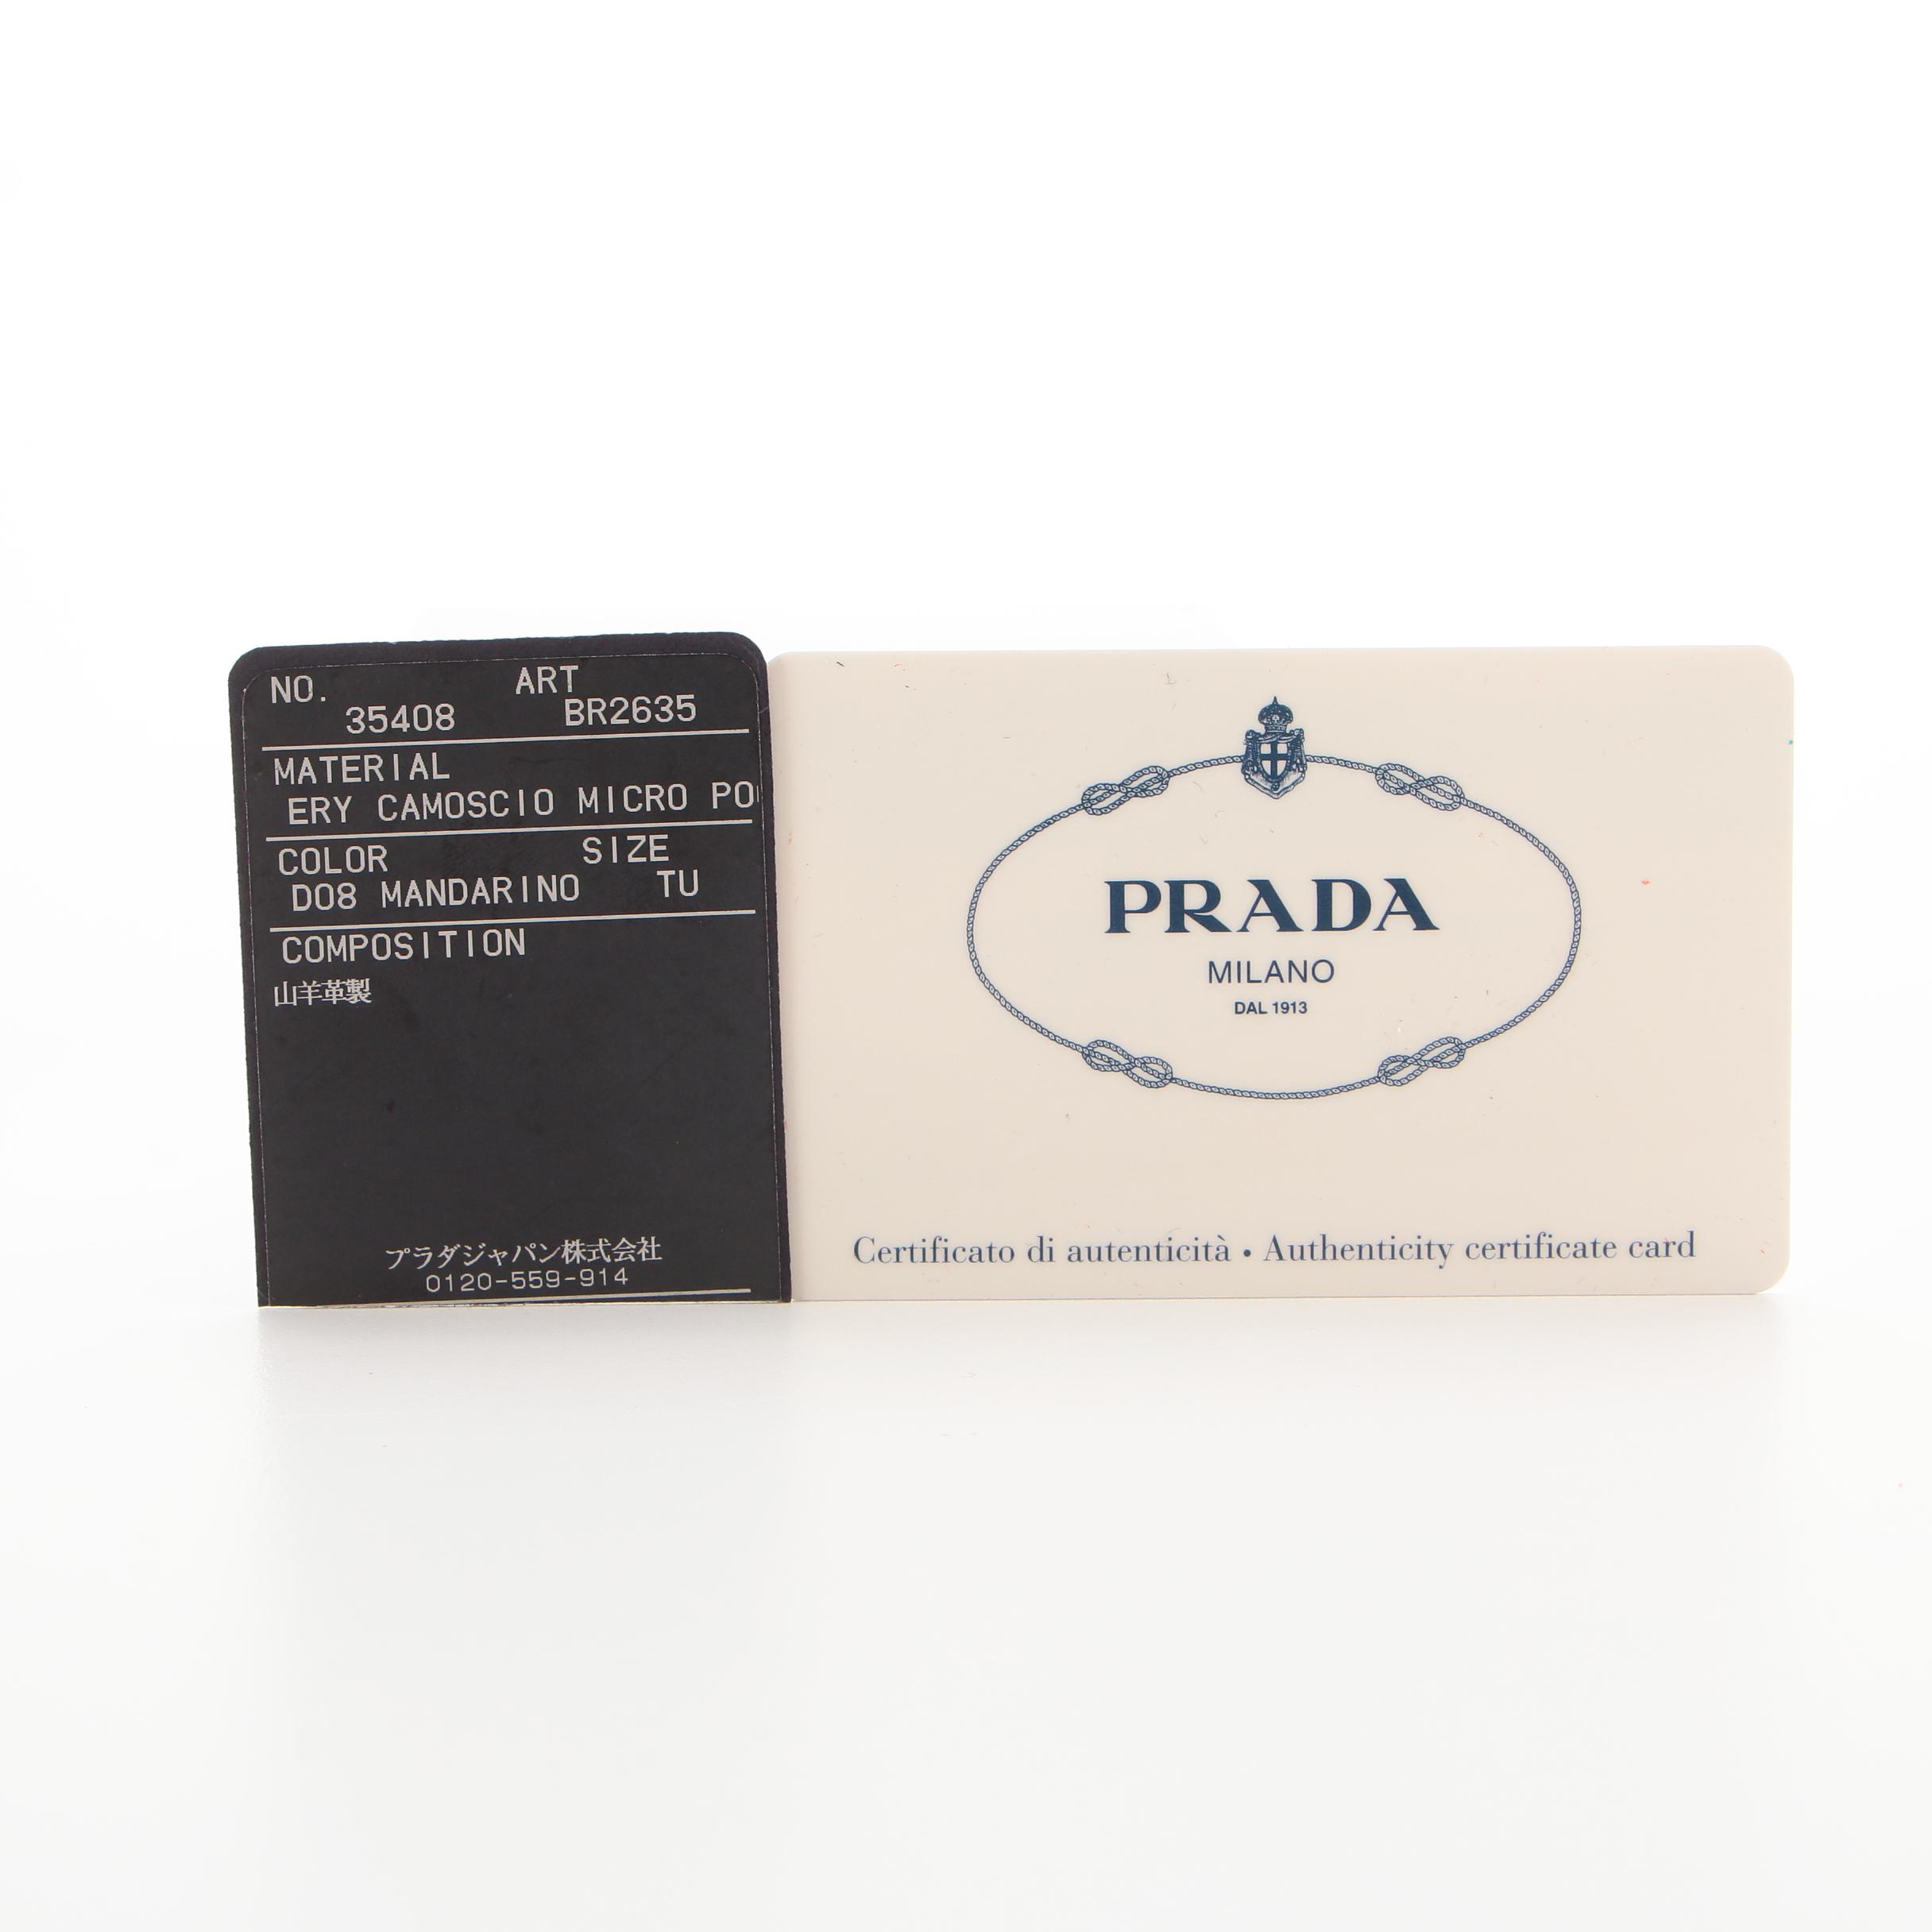 NO. ART
35408 BR2635
MATERIAL
ERY CAMOSCIO MICRO PO
COLOR SIZE
D08 MANDARINO TU
COMPOSITION
山羊革製
プラダジャパン株式会社
0120-559-914
PRADA
MILANO
DAL 1913
Certificato di autenticità • Authenticity certificate card